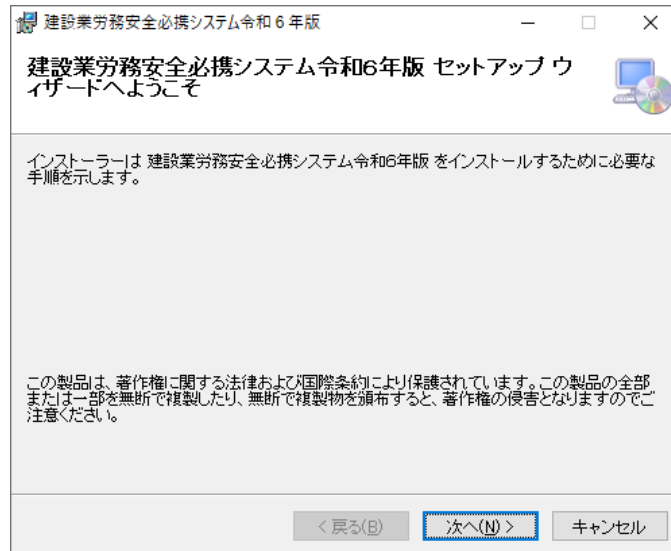 建設業労務安全必携システム令和６年版
建設業労務安全必携システム令和6年版 セットアップ ウ
ィザードへようこそ
インストーラーは 建設業労務安全必携システム令和6年版 をインストールするために必要な
手順を示します。
この製品は、著作権に関する法律および国際条約により保護されています。この製品の全部
または一部を無断で複製したり、無断で複製物を頒布すると、著作権の侵害となりますのでご
注意ください。
< 戻る(B)
次へ(N) >
キャンセル